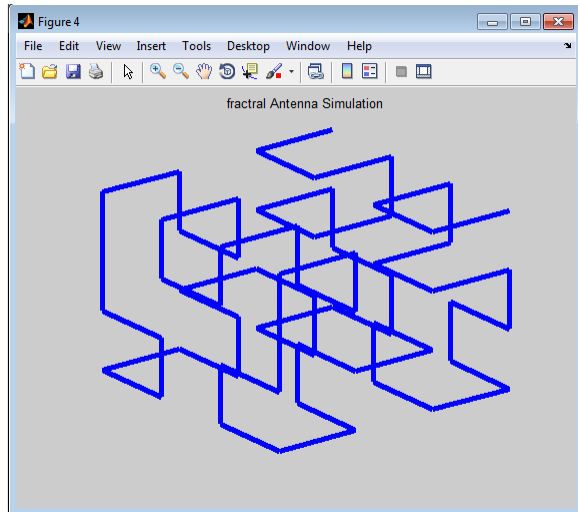 Figure 4
File Edit View Insert Tools Desktop Window Help
fractral Antenna Simulation